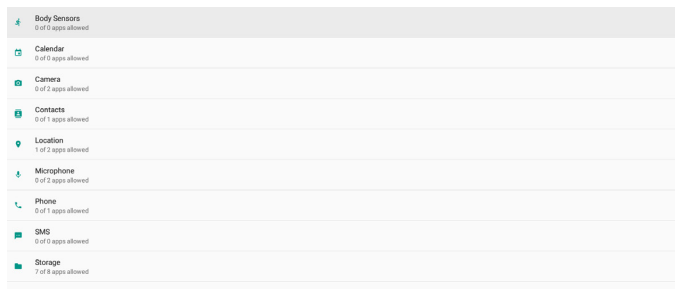 Body Sensors
0 of 0 apps allowed
Calendar
0 of 0 apps allowed
Camera
0 of 2 apps allowed
Contacts
0 of 1 apps allowed
Location
1 of 2 apps allowed
Microphone
0 of 2 apps allowed
Phone
0 of 1 apps allowed
SMS
0 of 0 apps allowed
Storage
7 of 8 apps allowed